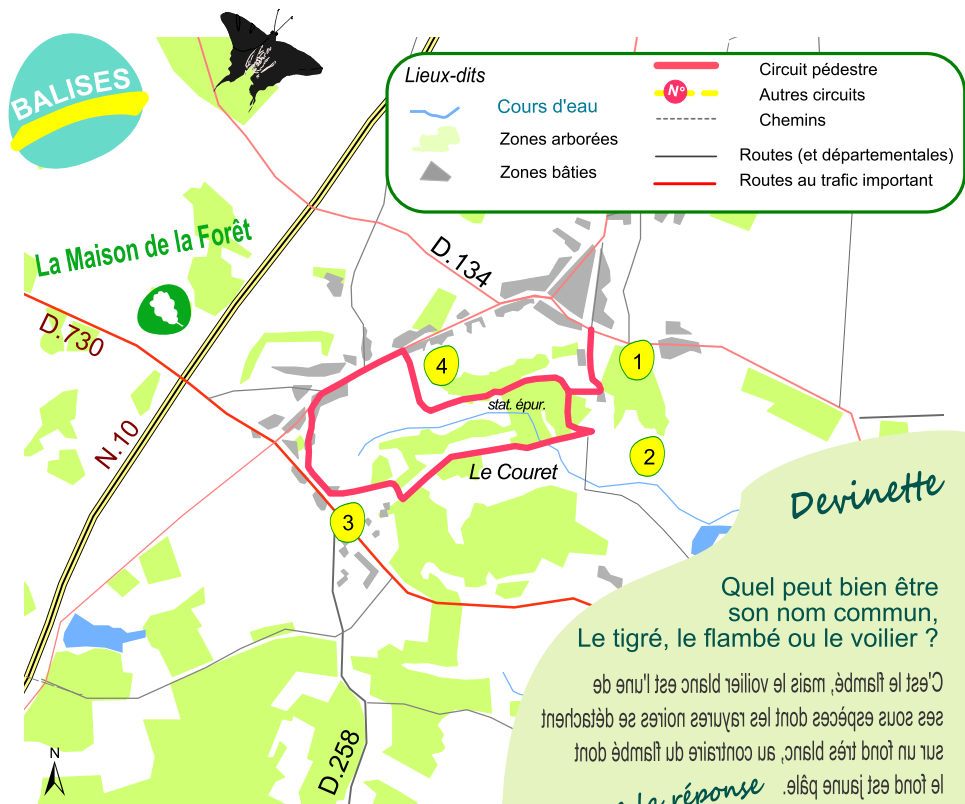 BALISES
Lieux-dits
Cours d'eau
Zones arborées
Zones bâties
Circuit pédestre
N°
Autres circuits
Chemins
Routes (et départementales)
Routes au trafic important
La Maison de la Forêt
D.134
D.730
N.10
4
1
stat. épur.
2
Le Couret
3
D.258
N
Devinette
Quel peut bien être
son nom commun,
Le tigré, le flambé ou le voilier ?
C'est le flambé, mais le voilier blanc est l'une de
ses sous espèces dont les rayures noires se détachent
sur un fond très blanc, au contraire du flambé dont
le fond est jaune pâle.
la réponse